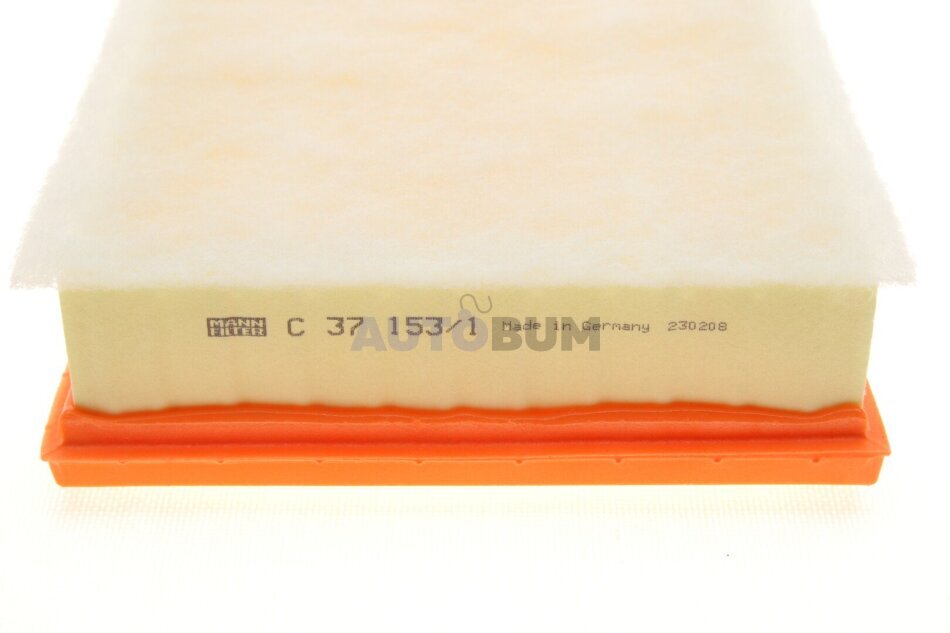 MANN FILTER C 37 153/1 Made in Germany 230208
AUTOBUM